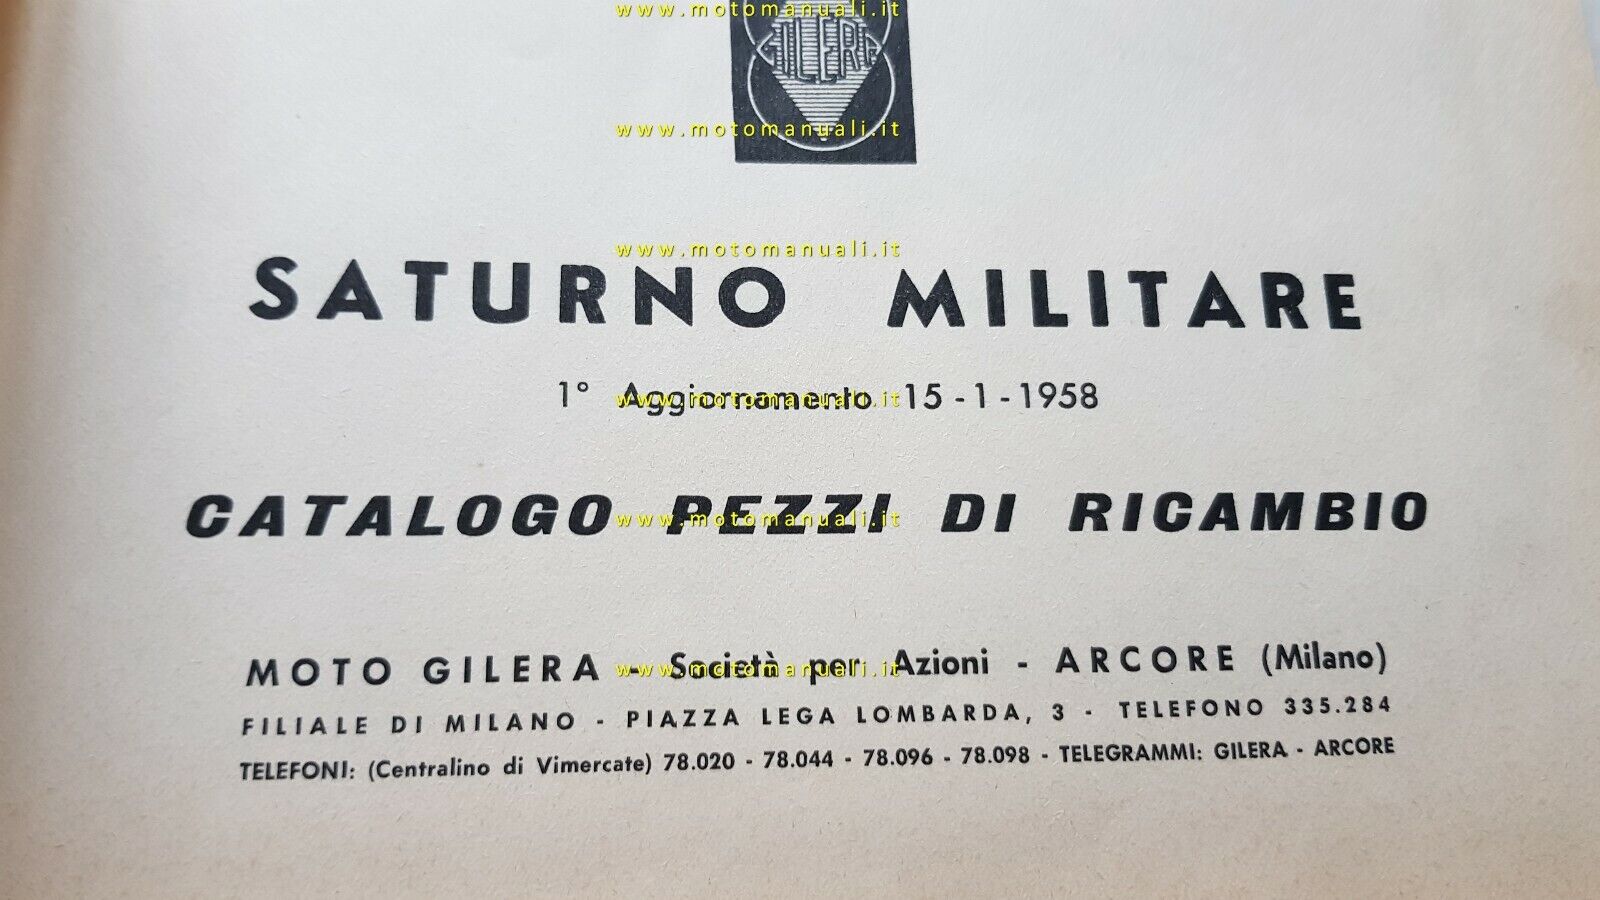 www.motomanuali.it
GILERA
www.motomanuali.it
www.motomanuali.it
SATURNO MILITARE
1° Aggiornamento 15-1-1958
www.motomanuali.it
CATALOGO PEZZI DI RICAMBIO
www.motomanuali.it
MOTO GILERA - Società per Azioni - ARCORE (Milano)
www.motomanuali.it
FILIALE DI MILANO - PIAZZA LEGA LOMBARDA, 3 - TELEFONO 335.284
TELEFONI: (Centralino di Vimercate) 78.020 - 78.044 - 78.096 - 78.098 - TELEGRAMMI: GILERA - ARCORE